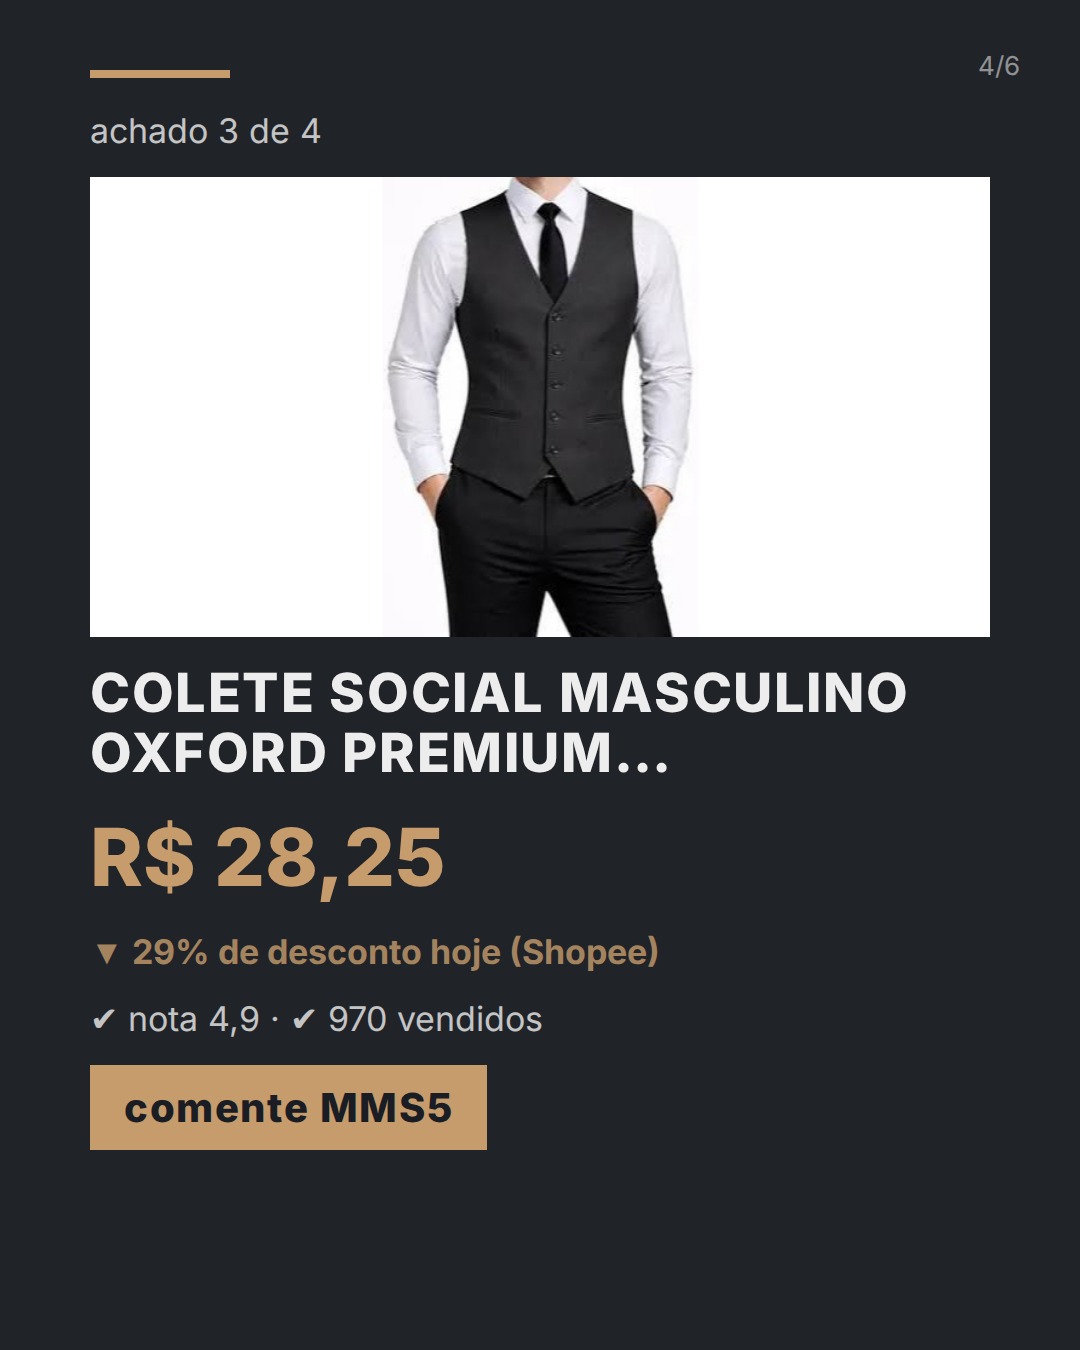 4/6
achado 3 de 4
COLETE SOCIAL MASCULINO
OXFORD PREMIUM...
R$ 28,25
▼ 29% de desconto hoje (Shopee)
✔ nota 4,9 · ✔ 970 vendidos
comente MMS5